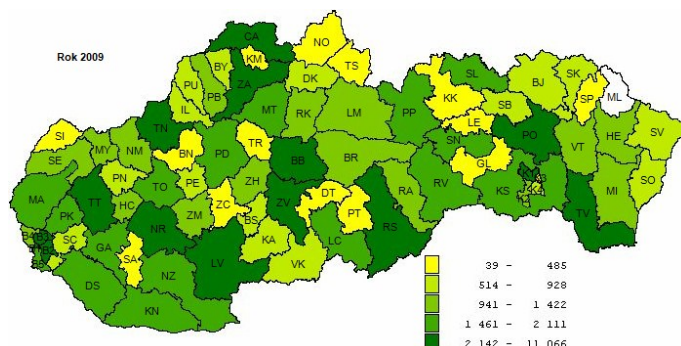 CA
NO
Rok 2009
BY
KM
TS
DK
SL
SK
PU
ZA
BJ
SP
ML
PB
KK
IL
SB
MT
RK
LM
PP
LE
SV
TN
PO
HE
SI
SN
VT
MY
NM
BN
PD
TR
BB
BR
GL
SE
SO
PN
PE
ZH
RA
RV
KS
MI
MA
TT
TO
ZC
DT
PK
HC
ZM
BS
ZV
PT
RS
TV
NR
SC
KA
LC
GA
SA
LV
VK
DS
NZ
KN
39 - 485
514 - 928
941 - 1 422
1 461 - 2 111
2 142 - 11 066